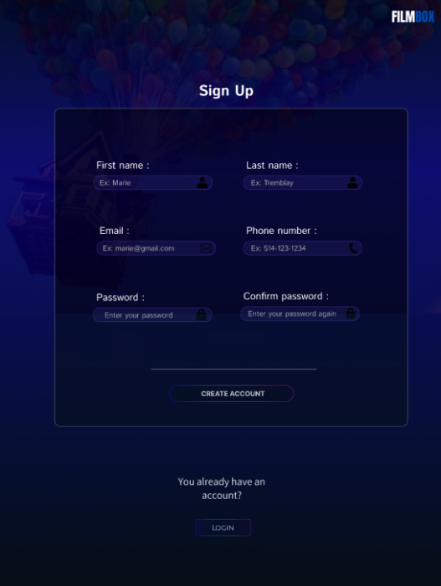 FILMBOX
Sign Up
First name :
Last name :
Ex: Marie
Ex: Tremblay
Email :
Phone number :
Ex: marie@gmail.com
Ex: 514-123-1234
Password :
Confirm password :
Enter your password
Enter your password again
CREATE ACCOUNT
You already have an
account?
LOGIN